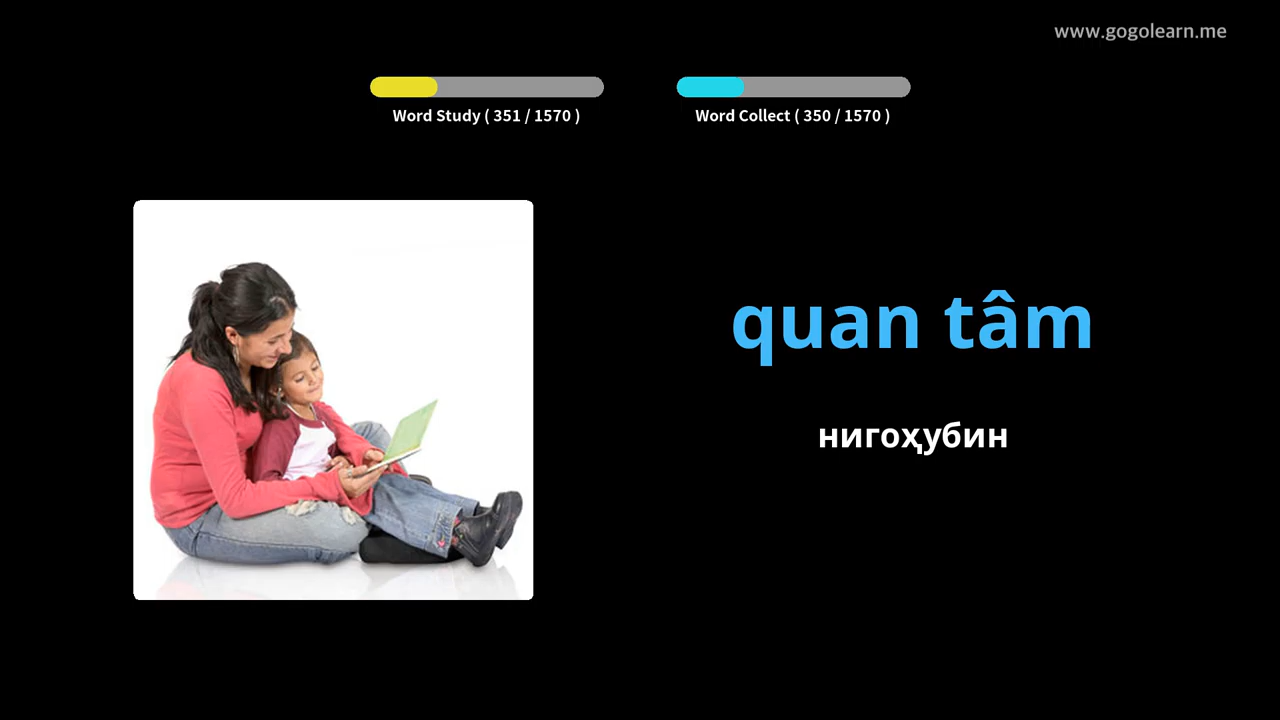 www.gogolearn.me
Word Study ( 351 / 1570 )
Word Collect ( 350 / 1570 )
quan tâm
нигоҳубин